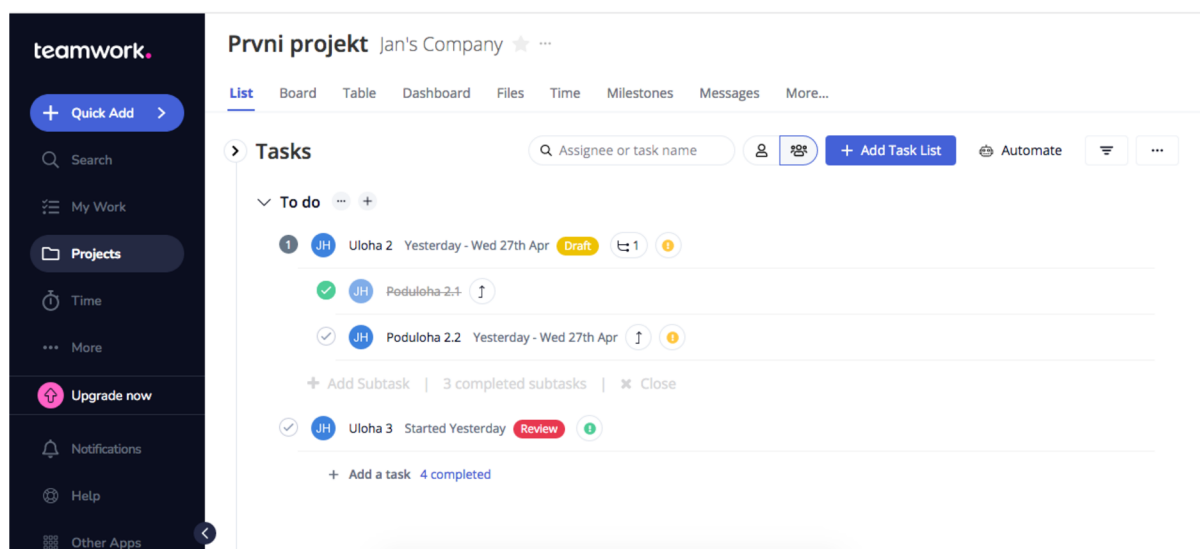 teamwork.
Quick Add
Search
My Work
Projects
Time
More
Upgrade now
Notifications
Help
Other Apps
Prvni projekt Jan's Company
List Board Table Dashboard Files Time Milestones Messages More...
Tasks
Assignee or task name
+ Add Task List
Automate
To do
1 JH Uloha 2 Yesterday - Wed 27th Apr Draft 1
JH Poduloha 2.1
JH Poduloha 2.2 Yesterday - Wed 27th Apr
+ Add Subtask | 3 completed subtasks | × Close
JH Uloha 3 Started Yesterday Review
+ Add a task 4 completed